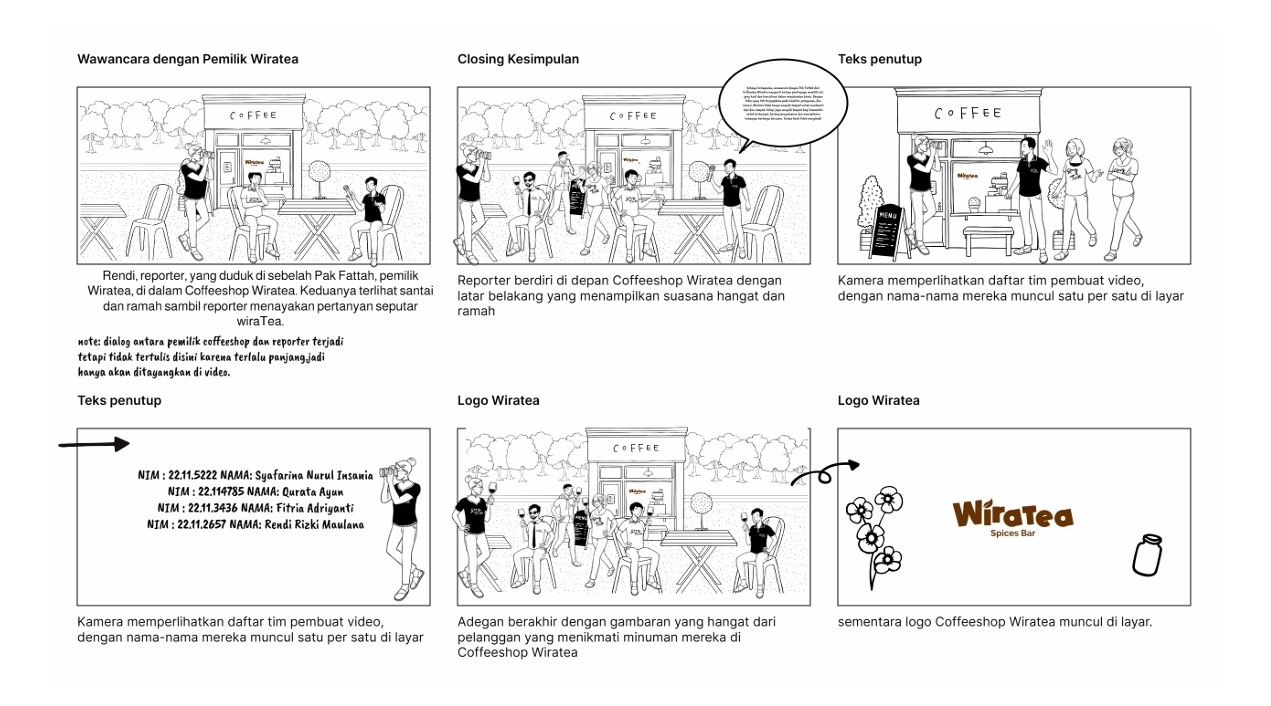 Wawancara dengan Pemilik Wiratea
COFFEE
Wiratea
Rendi, reporter, yang duduk di sebelah Pak Fattah, pemilik
Wiratea, di dalam Coffeeshop Wiratea. Keduanya terlihat santai
dan ramah sambil reporter menayakan pertanyen seputar
wiraTea.
note: dialog antara pemilik coffeeshop dan reporter terjadi
tetapi tidak tertulis disini karena terlalu panjang,jadi
hanya akan ditayangkan di video.
Closing Kesimpulan
COFFEE
Wiratea
MENU
Reporter berdiri di depan Coffeeshop Wiratea dengan
latar belakang yang menampilkan suasana hangat dan
ramah
Teks penutup
COFFEE
Wiratea
MENU
Kamera memperlihatkan daftar tim pembuat video,
dengan nama-nama mereka muncul satu per satu di layar
Teks penutup
NIM : 22.11.5222 NAMA: Syafarina Nurul Insania
NIM : 22.114785 NAMA: Qurata Ayun
NIM : 22.11.3436 NAMA: Fitria Adriyanti
NIM : 22.11.2657 NAMA: Rendi Rizki Maulana
Kamera memperlihatkan daftar tim pembuat video,
dengan nama-nama mereka muncul satu per satu di layar
Logo Wiratea
COFFEE
Wiratea
MENU
Adegan berakhir dengan gambaran yang hangat dari
pelanggan yang menikmati minuman mereka di
Coffeeshop Wiratea
Logo Wiratea
WiraTea
Spices Bar
sementara logo Coffeeshop Wiratea muncul di layar.